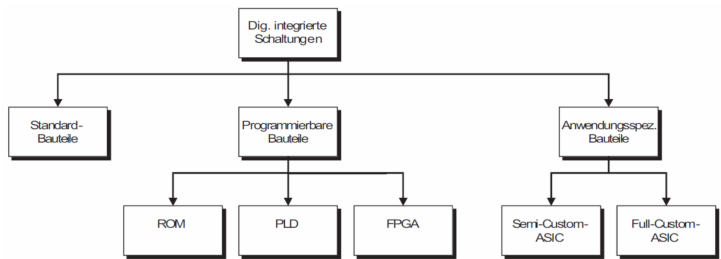 Dig. integrierte
Schaltungen
Standard-
Bauteile
Programmierbare
Bauteile
Anwendungsspez.
Bauteile
ROM
PLD
FPGA
Semi-Custom-
ASIC
Full-Custom-
ASIC